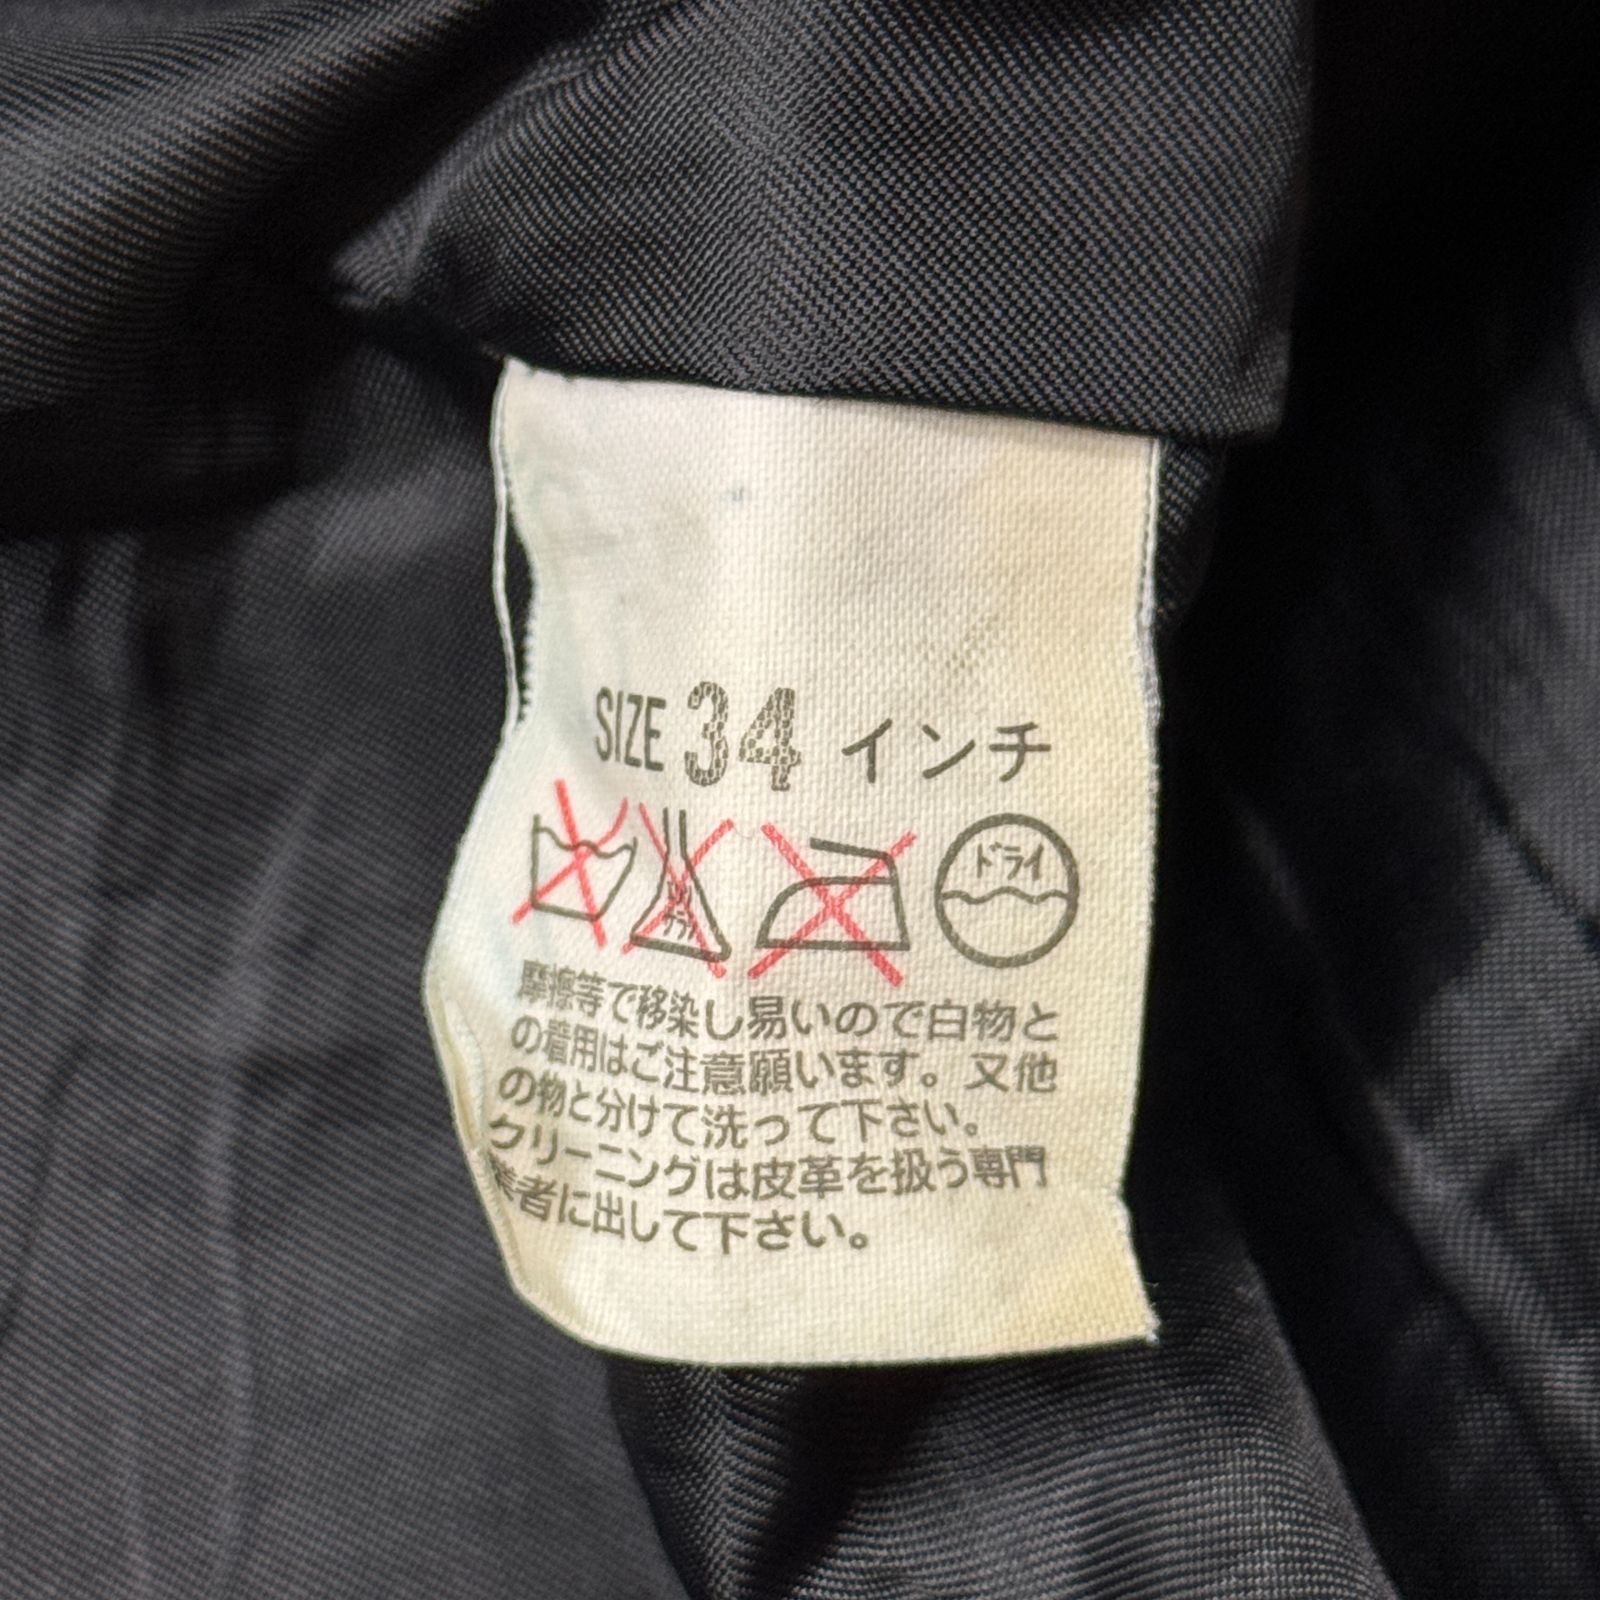 SIZE 34 インチ
ドライ
摩擦等で移染し易いので白物と
の着用はご注意願います。又他
の物と分けて洗って下さい。
クリーニングは皮革を扱う専門
業者に出して下さい。